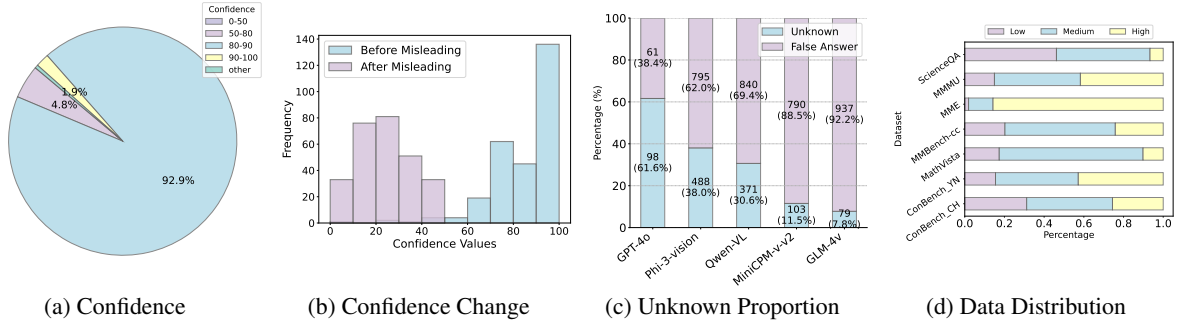 Confidence
0-50
50-80
80-90
90-100
other
1.9%
4.8%
92.9%
(a) Confidence
Frequency
140
120
100
80
60
40
20
0
Before Misleading
After Misleading
0 20 40 60 80 100
Confidence Values
(b) Confidence Change
Percentage (%)
100
80
60
40
20
0
Unknown
False Answer
61
(38.4%)
98
(61.6%)
795
(62.0%)
488
(38.0%)
840
(69.4%)
371
(30.6%)
790
(88.5%)
103
(11.5%)
937
(92.2%)
79
(7.8%)
GPT-4o
Phi-3-vision
Qwen-VL
MiniCPM-v-v2
GLM-4v
(c) Unknown Proportion
Low Medium High
Dataset
ScienceQA
MMMU
MME
MMBench-cc
MathVista
ConBench_YN
ConBench_CH
0.0 0.2 0.4 0.6 0.8 1.0
Percentage
(d) Data Distribution